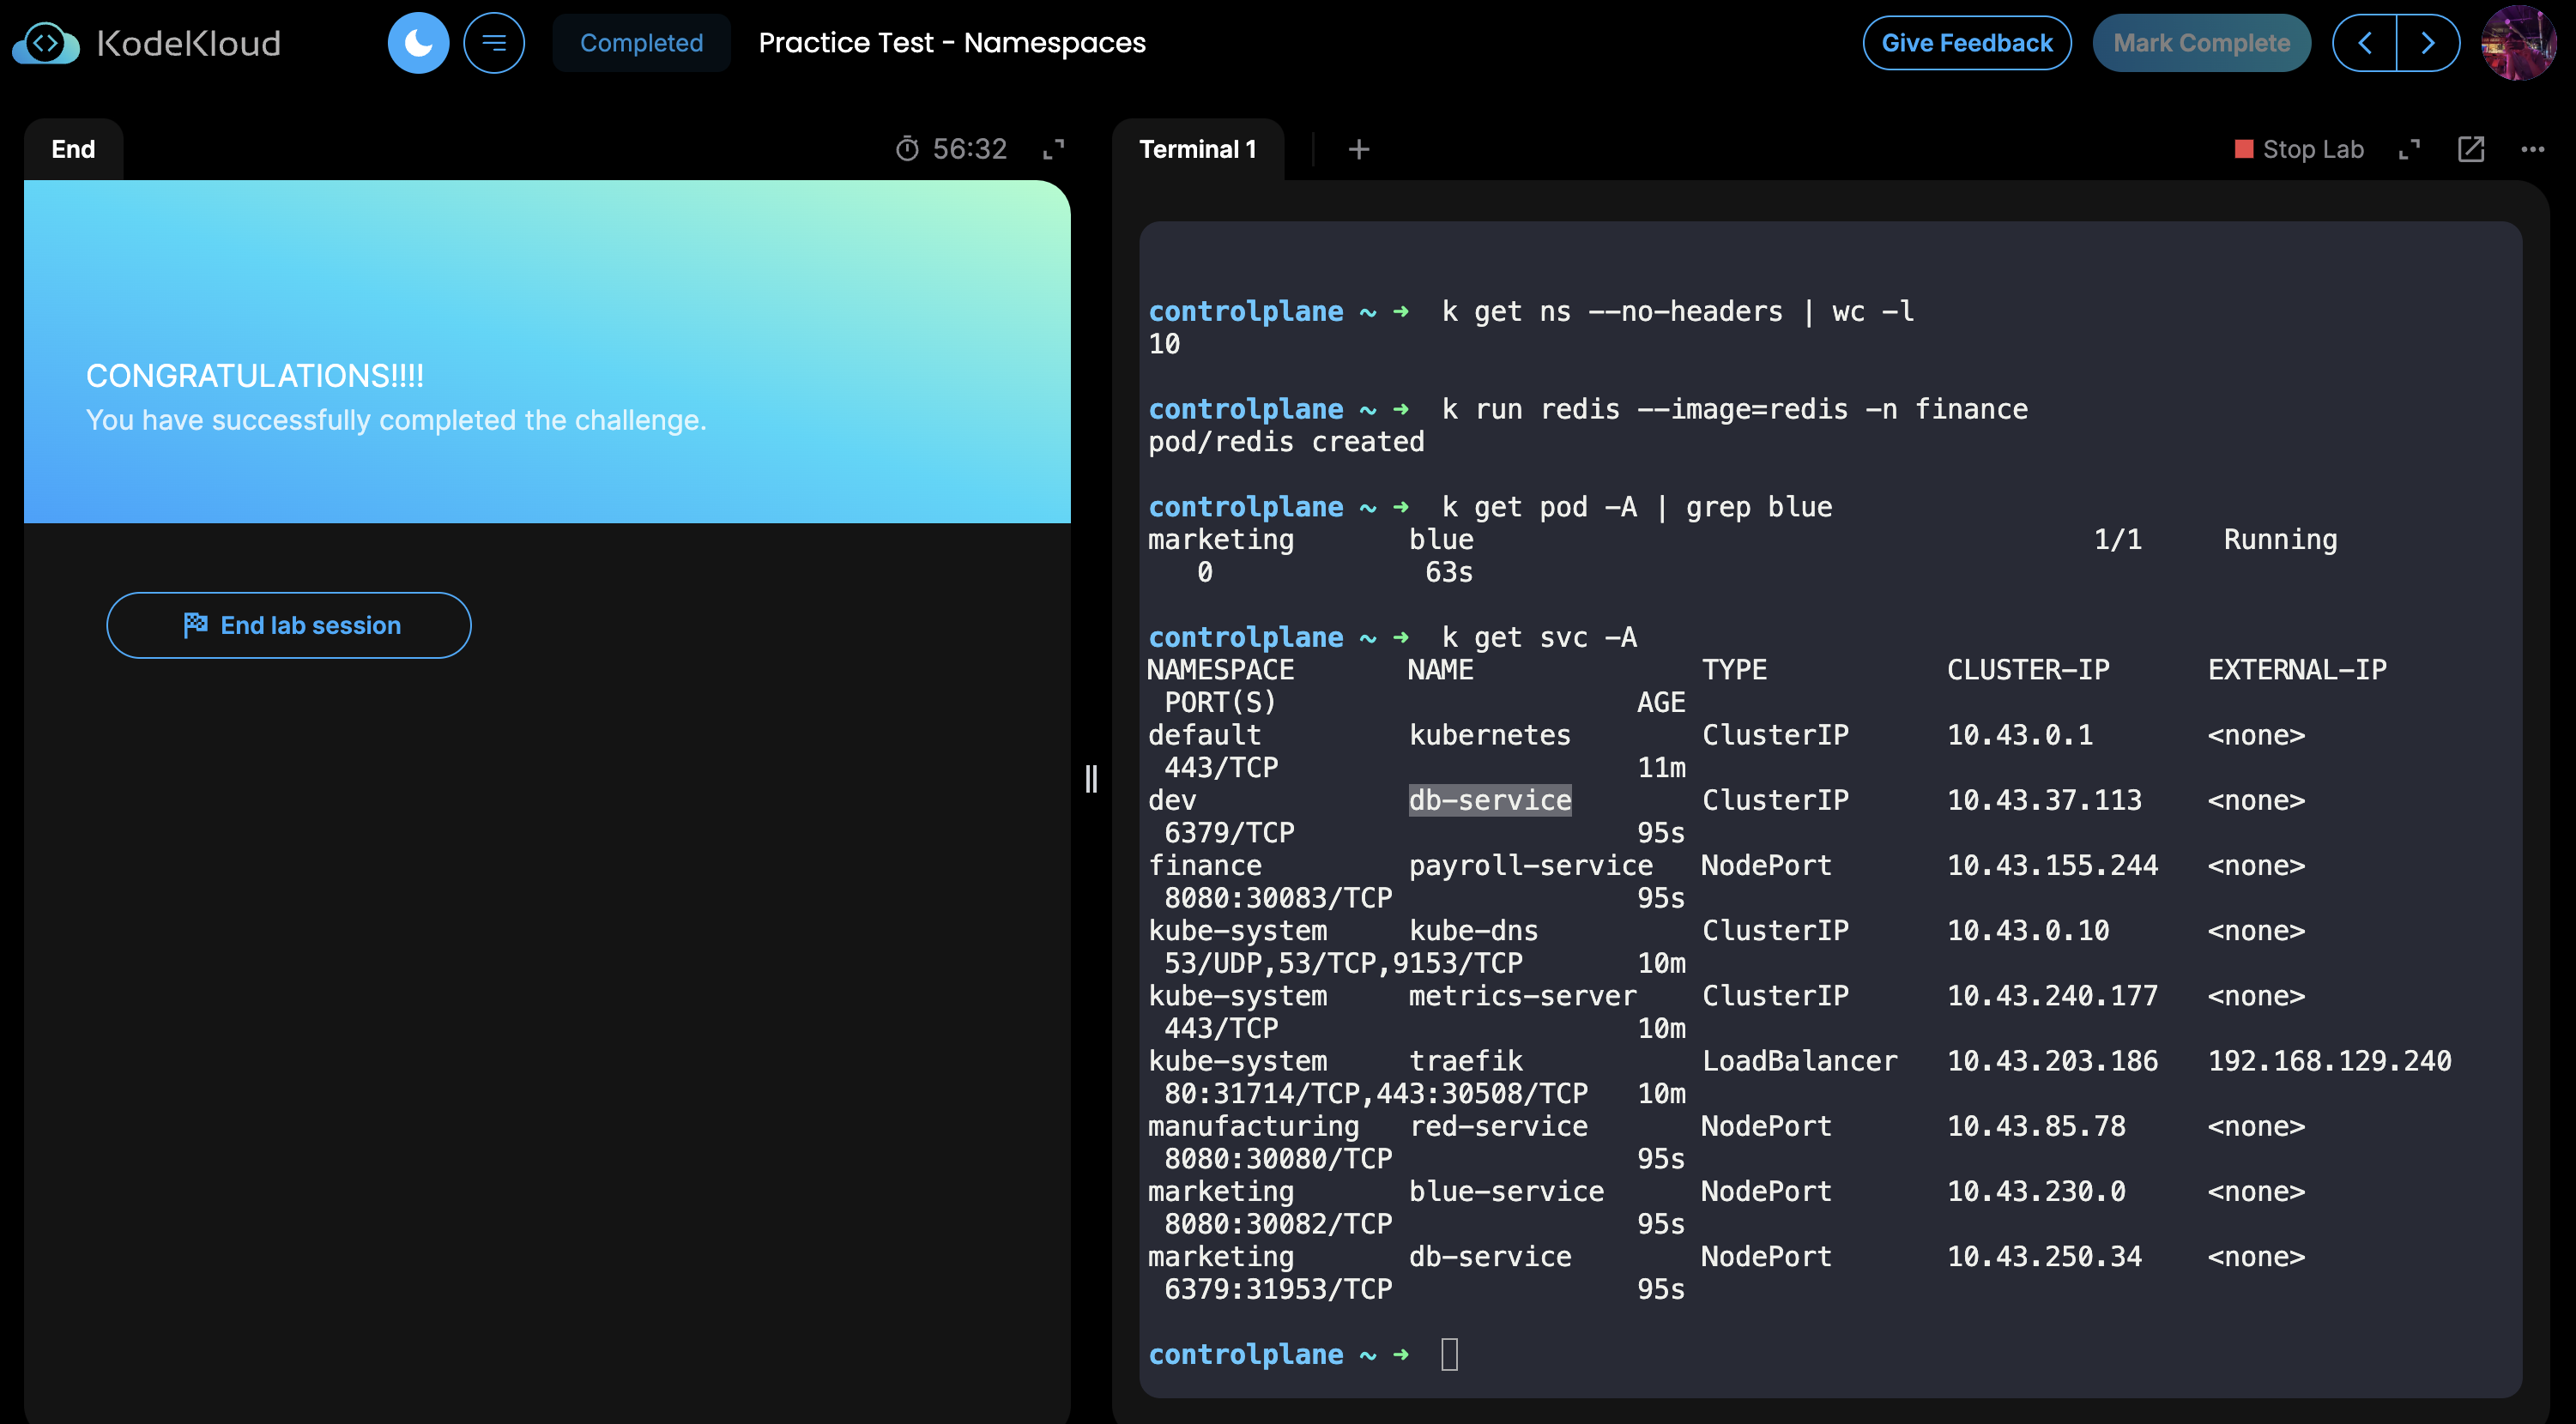 KodeKloud
Completed
Practice Test - Namespaces
Give Feedback
Mark Complete
End
56:32
Terminal 1
Stop Lab
CONGRATULATIONS!!!!
You have successfully completed the challenge.
End lab session
controlplane ~ ➜  k get ns --no-headers | wc -l
10
controlplane ~ ➜  k run redis --image=redis -n finance
pod/redis created
controlplane ~ ➜  k get pod -A | grep blue
marketing       blue                                      1/1     Running
   0             63s
controlplane ~ ➜  k get svc -A
NAMESPACE       NAME              TYPE           CLUSTER-IP      EXTERNAL-IP
 PORT(S)                      AGE
default         kubernetes        ClusterIP      10.43.0.1       <none>
 443/TCP                      11m
dev             db-service        ClusterIP      10.43.37.113    <none>
 6379/TCP                     95s
finance         payroll-service   NodePort       10.43.155.244   <none>
 8080:30083/TCP               95s
kube-system     kube-dns          ClusterIP      10.43.0.10      <none>
 53/UDP,53/TCP,9153/TCP       10m
kube-system     metrics-server    ClusterIP      10.43.240.177   <none>
 443/TCP                      10m
kube-system     traefik           LoadBalancer   10.43.203.186   192.168.129.240
 80:31714/TCP,443:30508/TCP   10m
manufacturing   red-service       NodePort       10.43.85.78     <none>
 8080:30080/TCP               95s
marketing       blue-service      NodePort       10.43.230.0     <none>
 8080:30082/TCP               95s
marketing       db-service        NodePort       10.43.250.34    <none>
 6379:31953/TCP               95s
controlplane ~ ➜